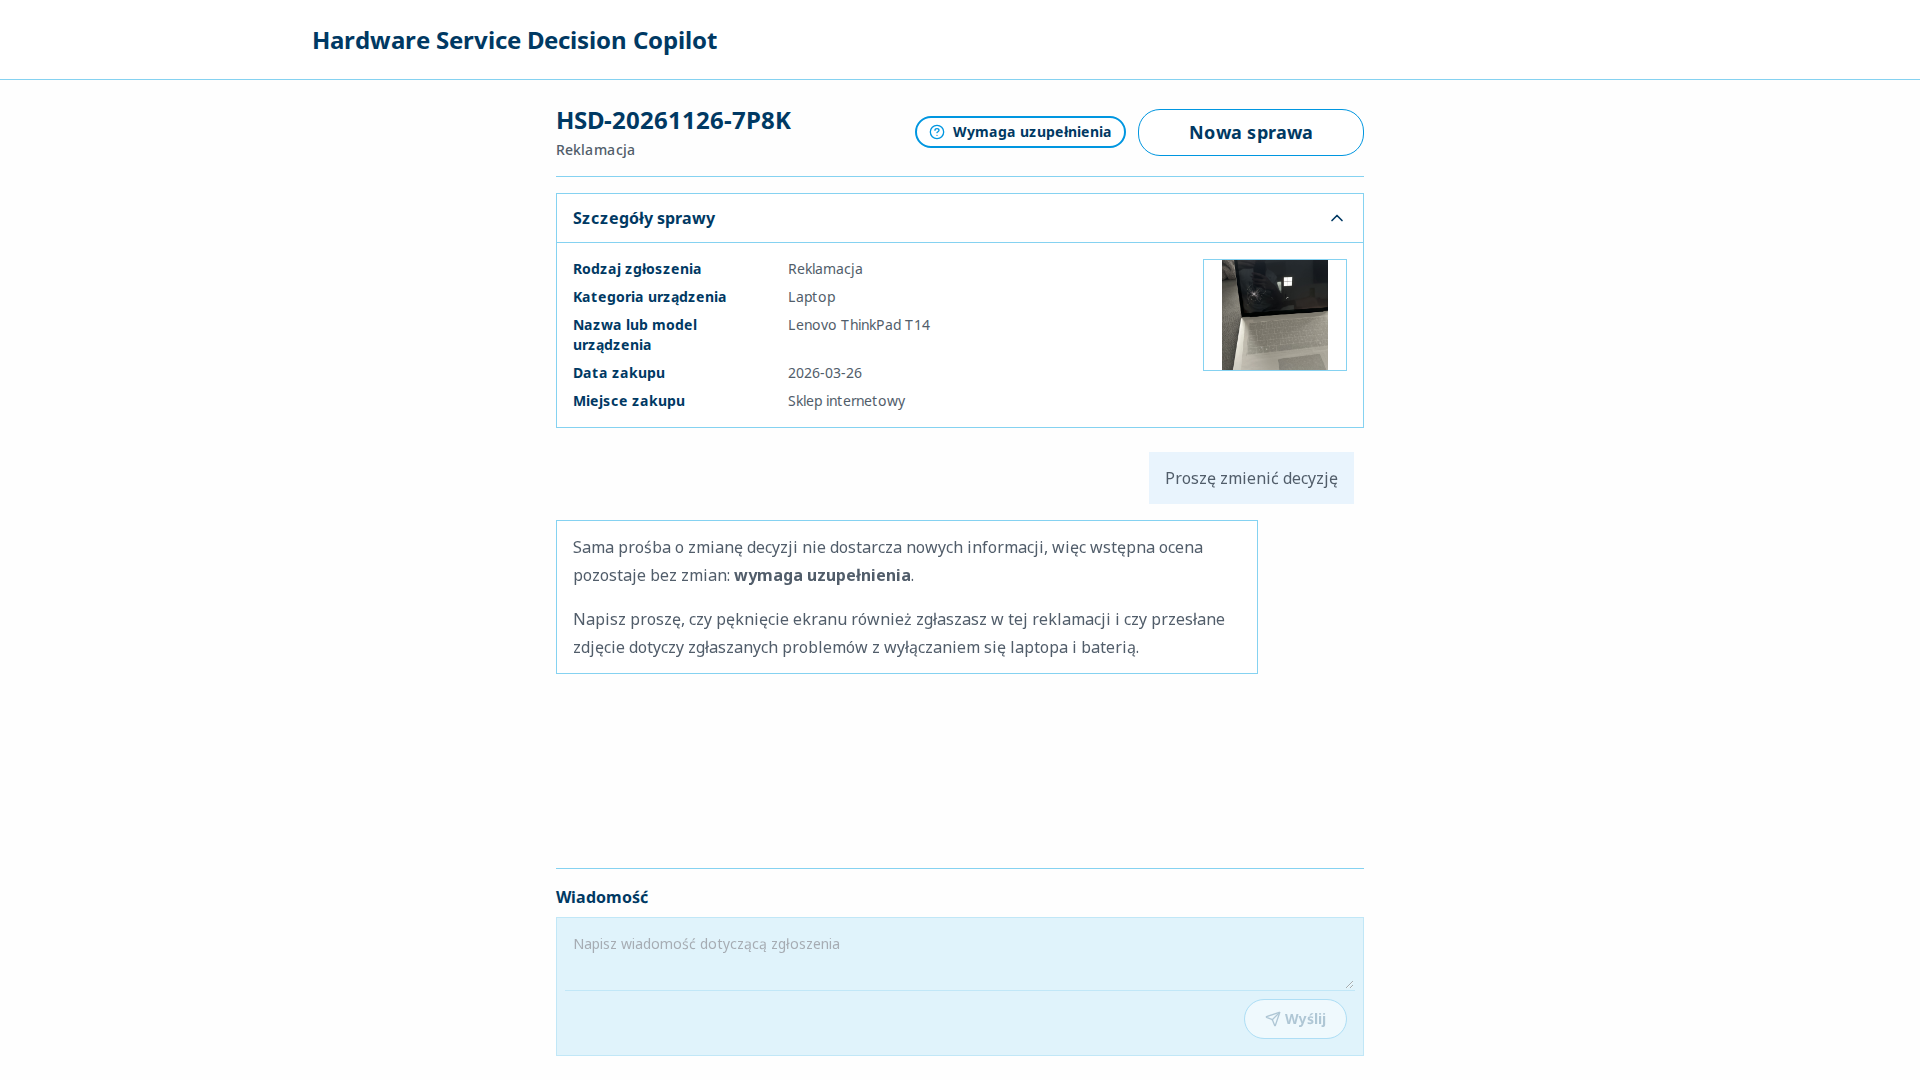 Hardware Service Decision Copilot
HSD-20261126-7P8K
Reklamacja
Wymaga uzupełnienia
Nowa sprawa
Szczegóły sprawy
Rodzaj zgłoszenia
Reklamacja
Kategoria urządzenia
Laptop
Nazwa lub model
urządzenia
Lenovo ThinkPad T14
Data zakupu
2026-03-26
Miejsce zakupu
Sklep internetowy
Proszę zmienić decyzję
Sama prośba o zmianę decyzji nie dostarcza nowych informacji, więc wstępna ocena
pozostaje bez zmian: wymaga uzupełnienia.
Napisz proszę, czy pęknięcie ekranu również zgłaszasz w tej reklamacji i czy przesłane
zdjęcie dotyczy zgłaszanych problemów z wyłączaniem się laptopa i baterią.
Wiadomość
Napisz wiadomość dotyczącą zgłoszenia
Wyślij